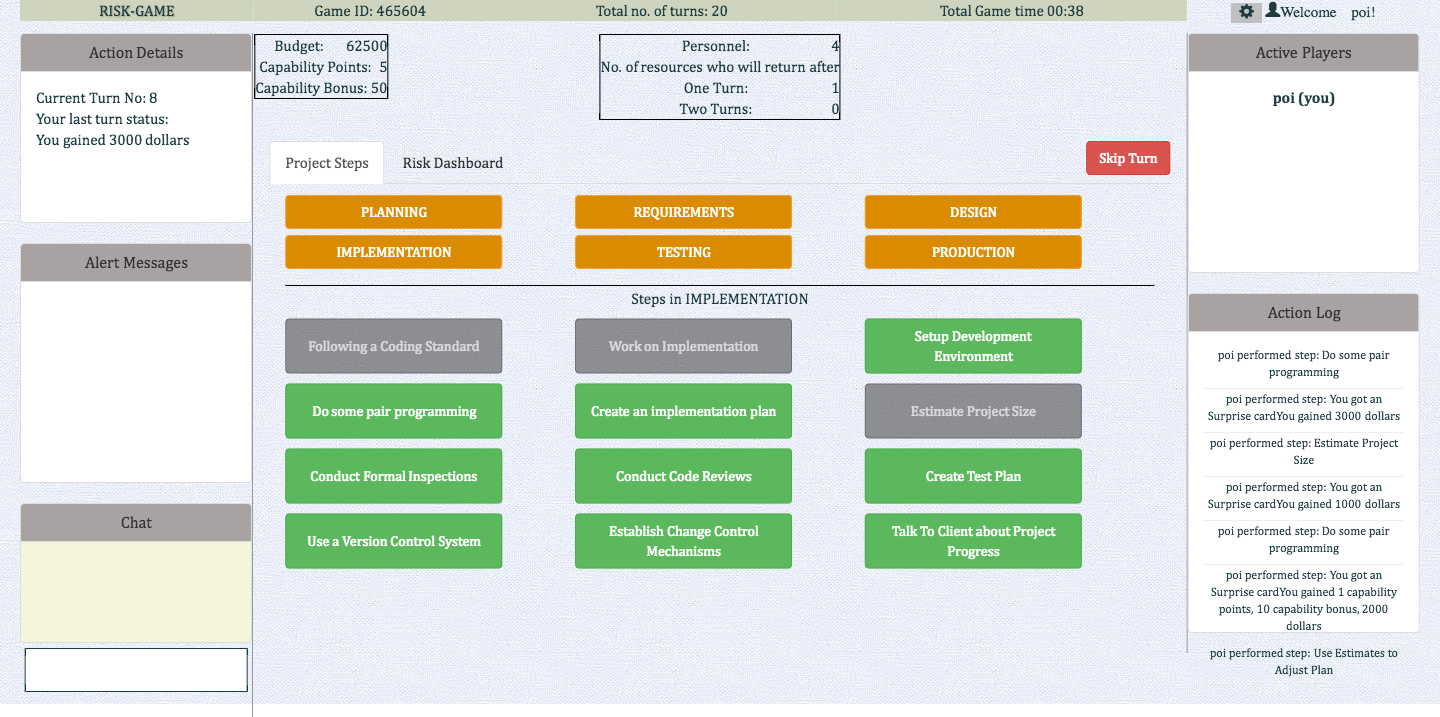 RISK-GAME
Game ID: 465604
Total no. of turns: 20
Total Game time 00:38
Welcome poi!
Action Details
Current Turn No: 8
Your last turn status:
You gained 3000 dollars
Alert Messages
Chat
Budget: 62500
Capability Points: 5
Capability Bonus: 50
Personnel: 4
No. of resources who will return after
One Turn: 1
Two Turns: 0
Project Steps
Risk Dashboard
Skip Turn
PLANNING
REQUIREMENTS
DESIGN
IMPLEMENTATION
TESTING
PRODUCTION
Steps in IMPLEMENTATION
Following a Coding Standard
Work on Implementation
Setup Development
Environment
Do some pair programming
Create an implementation plan
Estimate Project Size
Conduct Formal Inspections
Conduct Code Reviews
Create Test Plan
Use a Version Control System
Establish Change Control
Mechanisms
Talk To Client about Project
Progress
Active Players
poi (you)
Action Log
poi performed step: Do some pair
programming
poi performed step: You got an
Surprise cardYou gained 3000 dollars
poi performed step: Estimate Project
Size
poi performed step: You got an
Surprise cardYou gained 1000 dollars
poi performed step: Do some pair
programming
poi performed step: You got an
Surprise cardYou gained 1 capability
points, 10 capability bonus, 2000
dollars
poi performed step: Use Estimates to
Adjust Plan